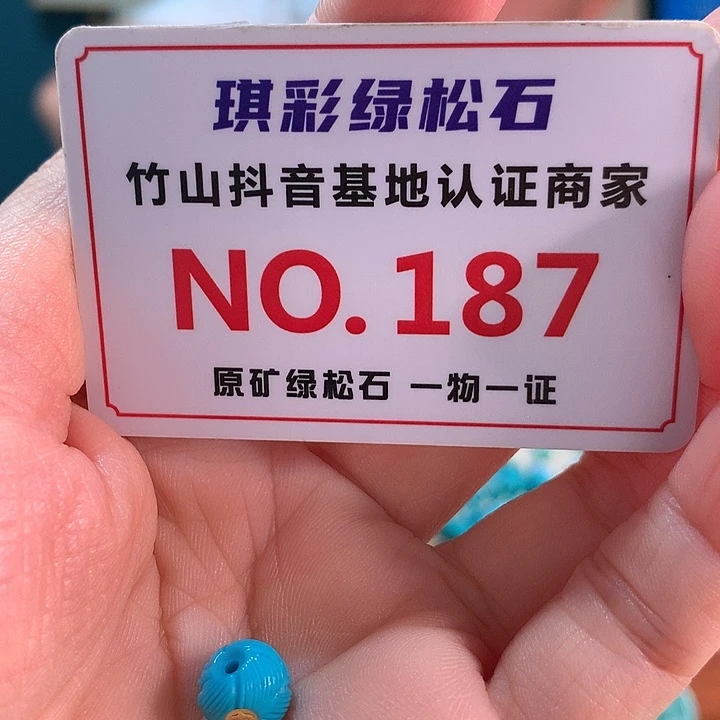 琪彩绿松石
竹山抖音基地认证商家
NO.187
原矿绿松石 一物一证